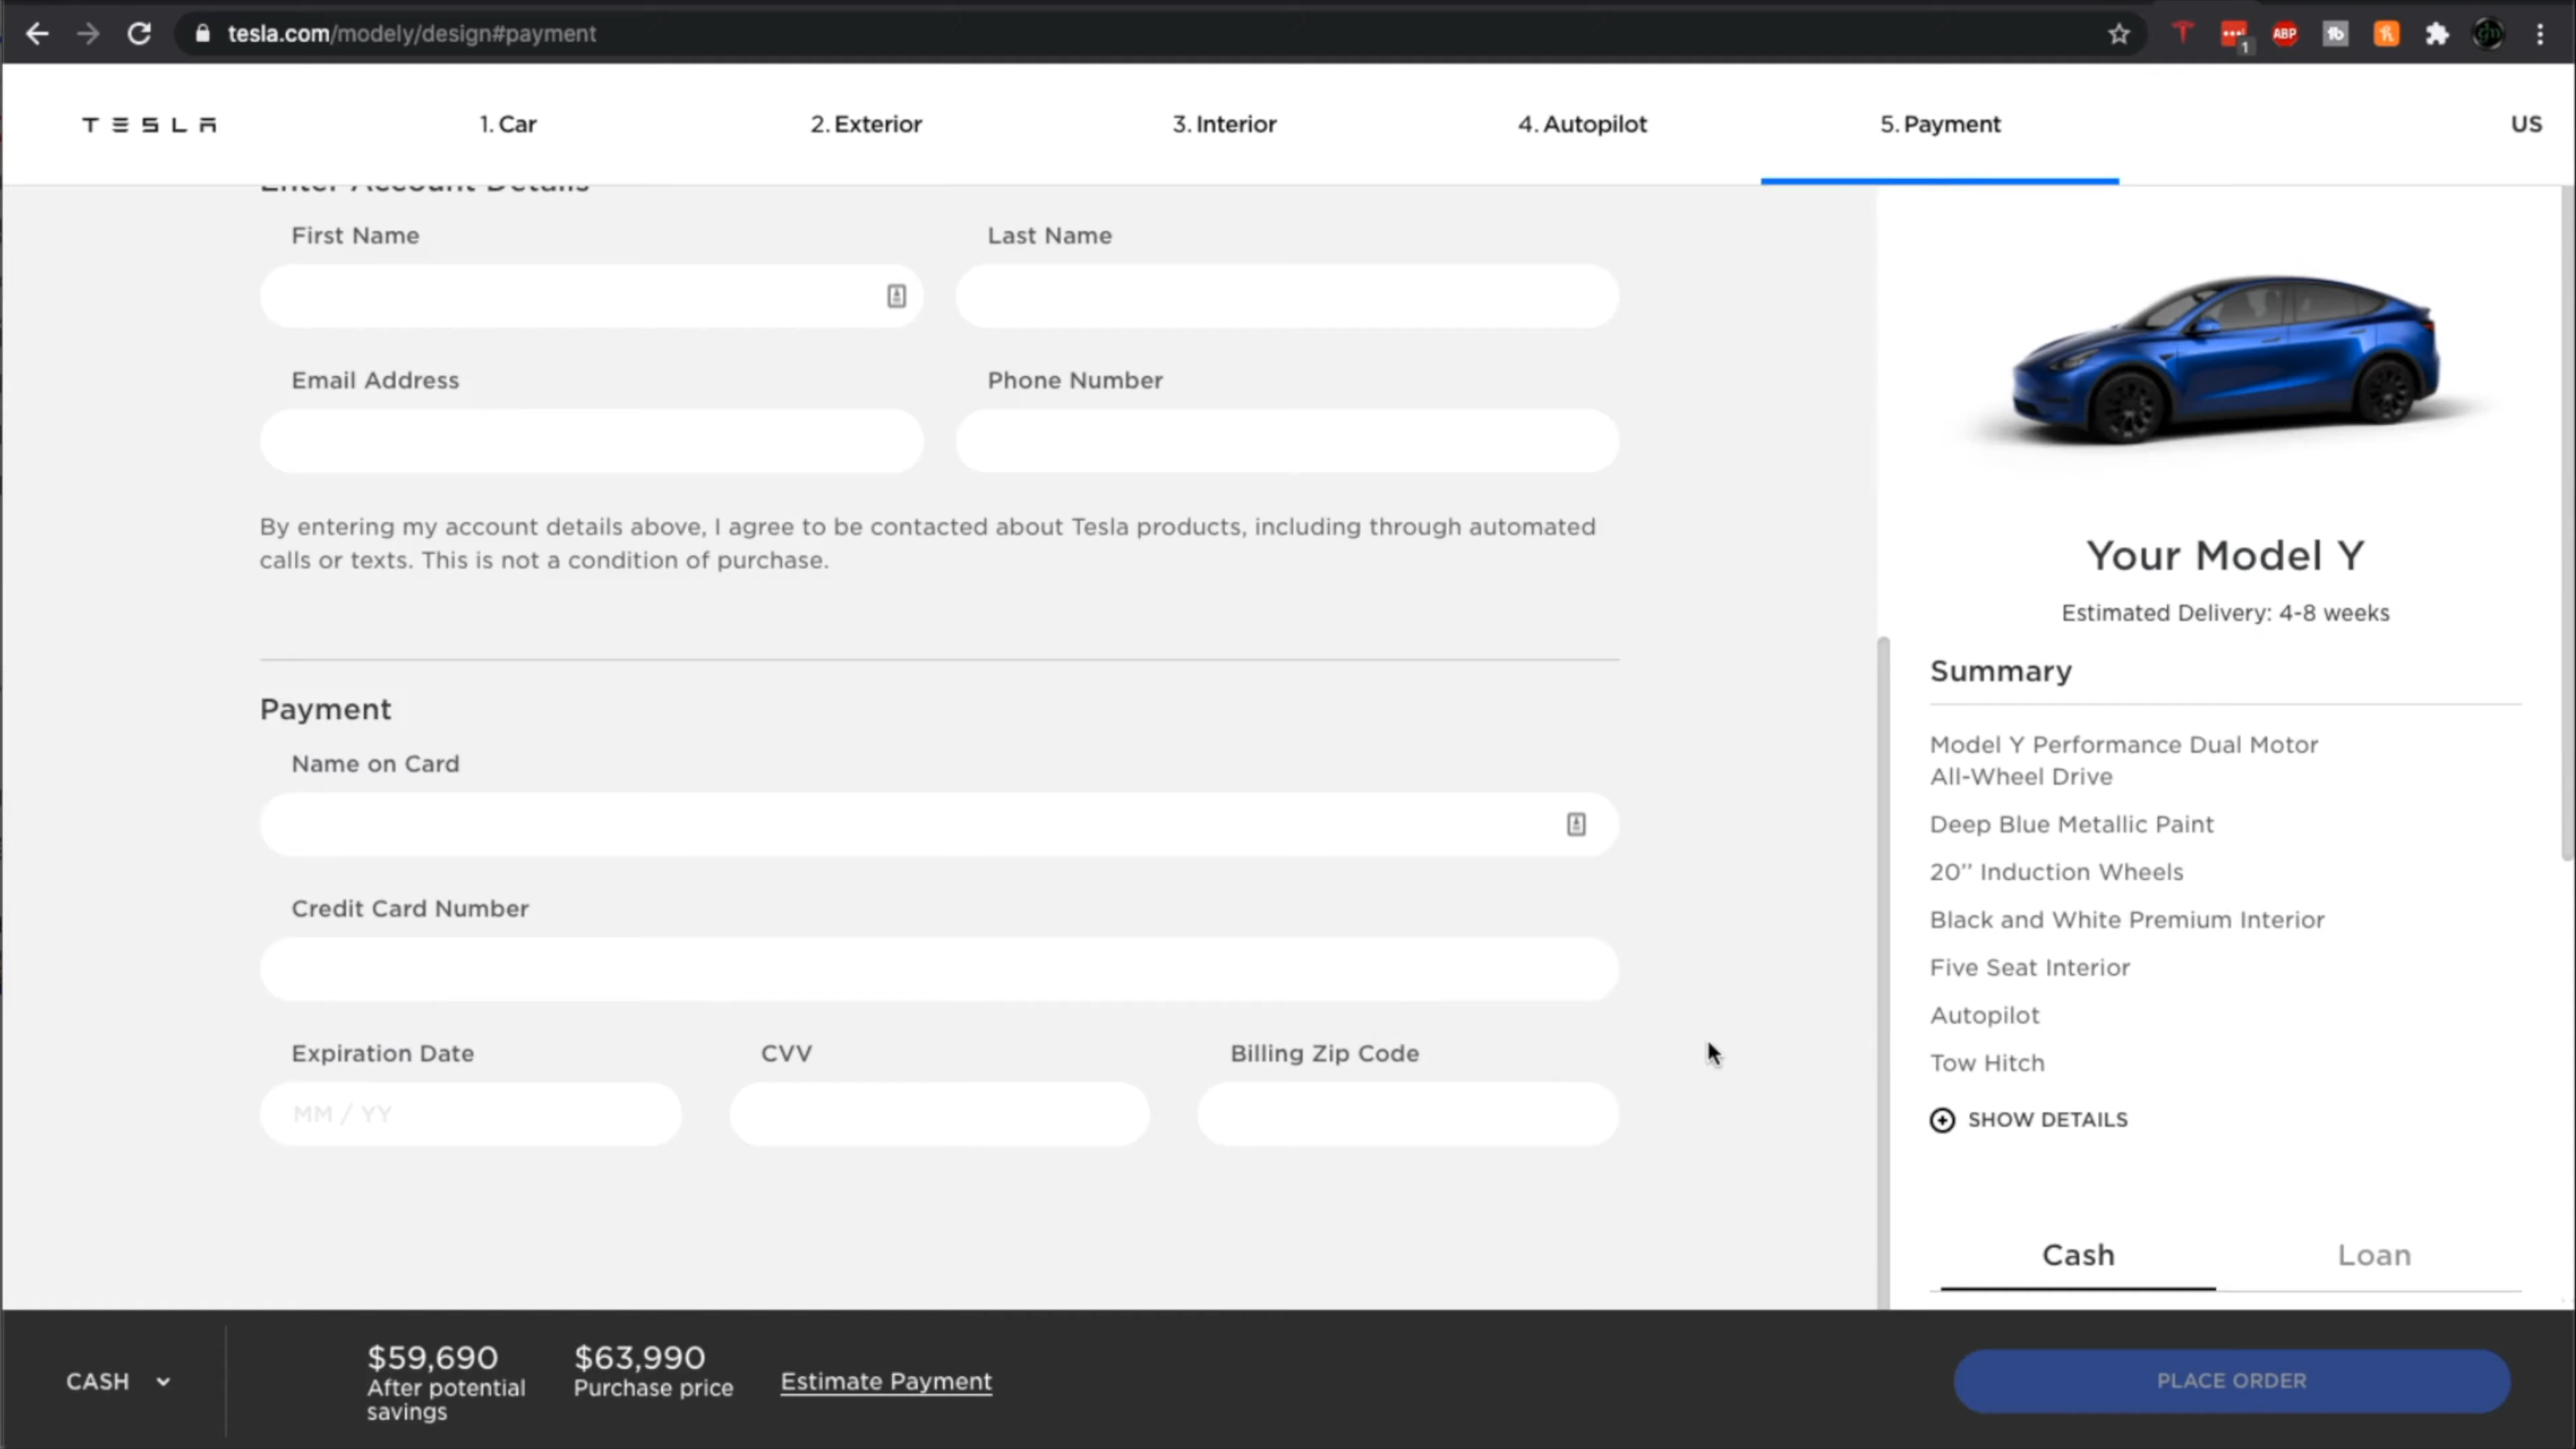 tesla.com/modely/design#payment
1
ABP
TESLA
1. Car
2. Exterior
3. Interior
4. Autopilot
5. Payment
US
Enter Account Details
First Name
Last Name
Email Address
Phone Number
By entering my account details above, I agree to be contacted about Tesla products, including through automated
calls or texts. This is not a condition of purchase.
Payment
Name on Card
Credit Card Number
Expiration Date
CVV
Billing Zip Code
MM / YY
Your Model Y
Estimated Delivery: 4-8 weeks
Summary
Model Y Performance Dual Motor
All-Wheel Drive
Deep Blue Metallic Paint
20’’ Induction Wheels
Black and White Premium Interior
Five Seat Interior
Autopilot
Tow Hitch
SHOW DETAILS
Cash
Loan
CASH
$59,690
After potential
savings
$63,990
Purchase price
Estimate Payment
PLACE ORDER